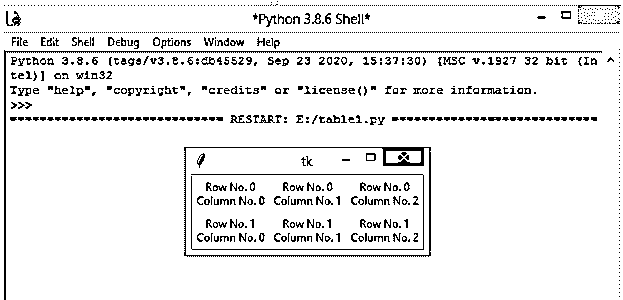 *Python 3.8.6 Shell*
File Edit Shell Debug Options Window Help
Python 3.8.6 (tags/v3.8.6:db45529, Sep 23 2020, 15:37:30) [MSC v.1927 32 bit (In
tel)] on win32
Type "help", "copyright", "credits" or "license()" for more information.
>>>
============================ RESTART: E:/table1.py ===========================
tk
Row No. 0 Row No. 0 Row No. 0
Column No. 0 Column No. 1 Column No. 2
Row No. 1 Row No. 1 Row No. 1
Column No. 0 Column No. 1 Column No. 2